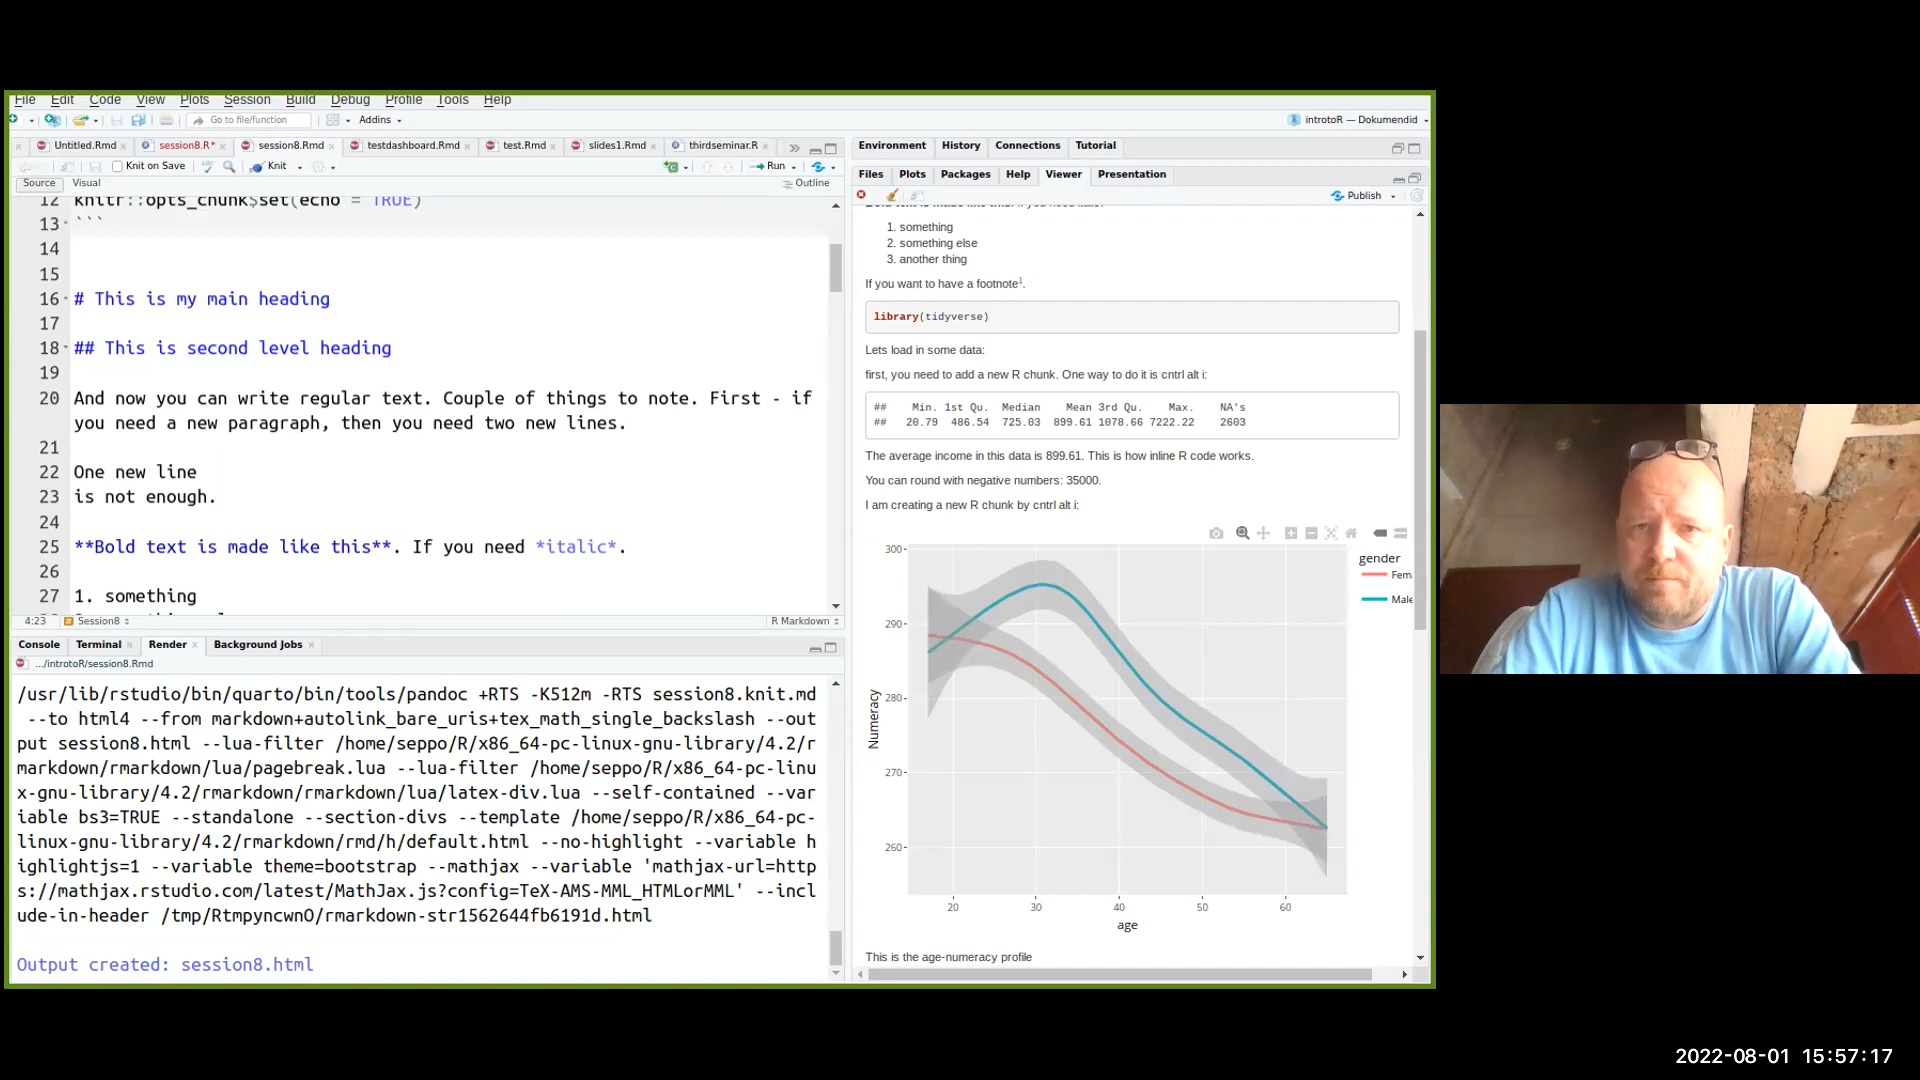 File Edit Code View Plots Session Build Debug Profile Tools Help
Go to file/function Addins introtoR — Dokumendid
Untitled.Rmd session8.R* session8.Rmd testdashboard.Rmd test.Rmd slides1.Rmd thirdseminar.R
Knit on Save Knit Run
Source Visual Outline
12 knitr::opts_chunk$set(echo = TRUE)
13 ```
14
15
16 # This is my main heading
17
18 ## This is second level heading
19
20 And now you can write regular text. Couple of things to note. First - if
you need a new paragraph, then you need two new lines.
21
22 One new line
23 is not enough.
24
25 **Bold text is made like this**. If you need *italic*.
26
27 1. something
4:23 Session8 R Markdown
Console Terminal Render Background Jobs
.../introtoR/session8.Rmd
/usr/lib/rstudio/bin/quarto/bin/tools/pandoc +RTS -K512m -RTS session8.knit.md
--to html4 --from markdown+autolink_bare_uris+tex_math_single_backslash --out
put session8.html --lua-filter /home/seppo/R/x86_64-pc-linux-gnu-library/4.2/r
markdown/rmarkdown/lua/pagebreak.lua --lua-filter /home/seppo/R/x86_64-pc-linu
x-gnu-library/4.2/rmarkdown/rmarkdown/lua/latex-div.lua --self-contained --var
iable bs3=TRUE --standalone --section-divs --template /home/seppo/R/x86_64-pc-
linux-gnu-library/4.2/rmarkdown/rmd/h/default.html --no-highlight --variable h
ighlightjs=1 --variable theme=bootstrap --mathjax --variable 'mathjax-url=http
s://mathjax.rstudio.com/latest/MathJax.js?config=TeX-AMS-MML_HTMLorMML' --incl
ude-in-header /tmp/RtmpyncwnO/rmarkdown-str1562644fb6191d.html
Output created: session8.html
Environment History Connections Tutorial
Files Plots Packages Help Viewer Presentation
Publish
1. something
2. something else
3. another thing
If you want to have a footnote1.
library(tidyverse)
Lets load in some data:
first, you need to add a new R chunk. One way to do it is cntrl alt i:
## Min. 1st Qu. Median Mean 3rd Qu. Max. NA's
## 20.79 486.54 725.03 899.61 1078.66 7222.22 2603
The average income in this data is 899.61. This is how inline R code works.
You can round with negative numbers: 35000.
I am creating a new R chunk by cntrl alt i:
300
290
280
270
260
Numeracy
gender
Fem
Male
20 30 40 50 60
age
This is the age-numeracy profile
2022-08-01 15:57:17